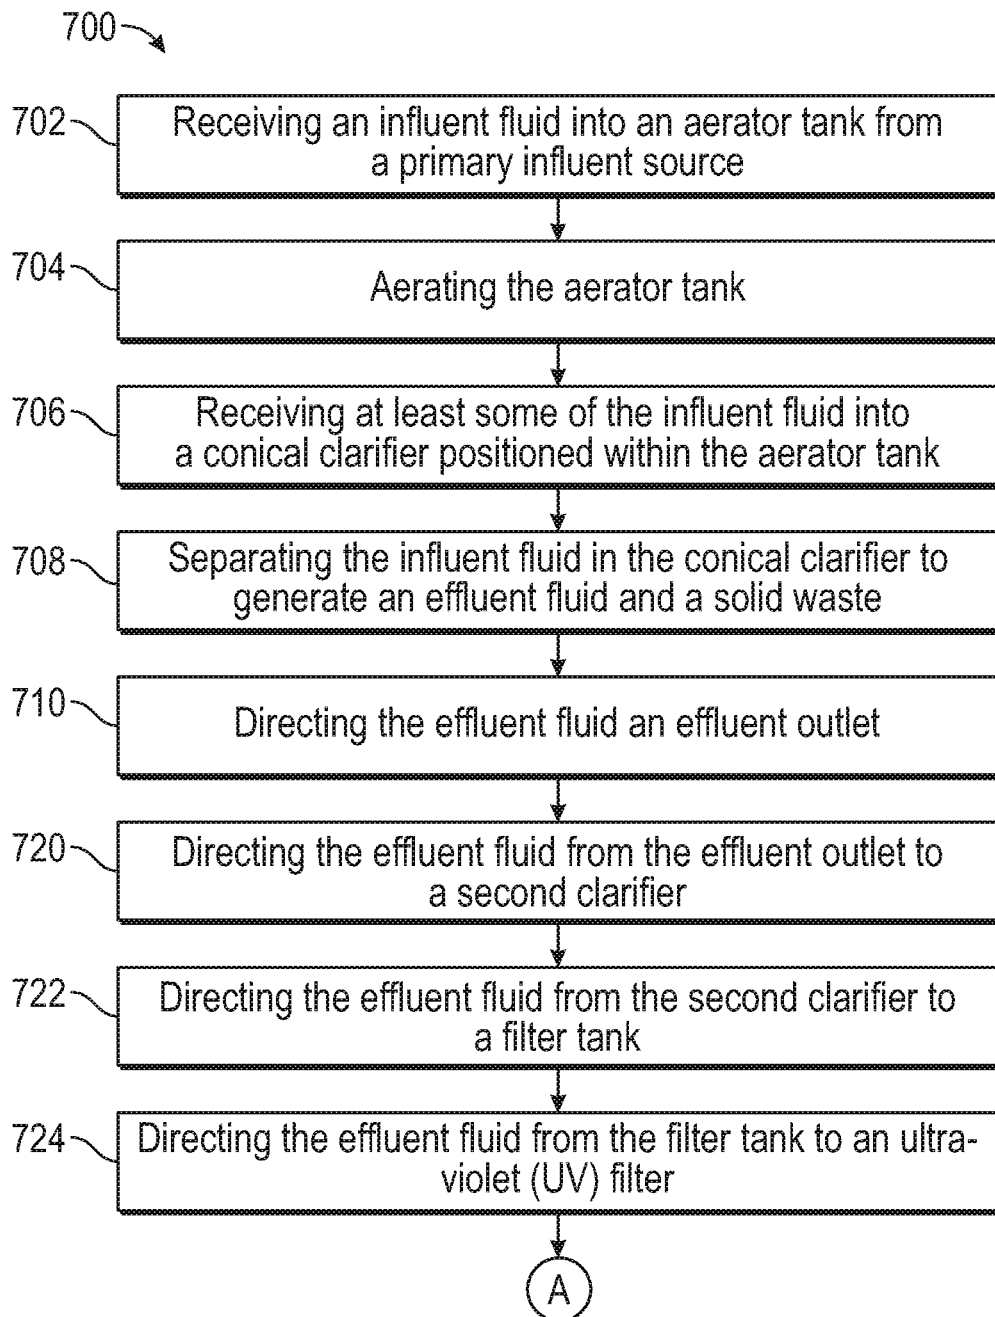 700
702
Receiving an influent fluid into an aerator tank from
a primary influent source
704
Aerating the aerator tank
706
Receiving at least some of the influent fluid into
a conical clarifier positioned within the aerator tank
708
Separating the influent fluid in the conical clarifier to
generate an effluent fluid and a solid waste
710
Directing the effluent fluid an effluent outlet
720
Directing the effluent fluid from the effluent outlet to
a second clarifier
722
Directing the effluent fluid from the second clarifier to
a filter tank
724
Directing the effluent fluid from the filter tank to an ultra-
violet (UV) filter
A